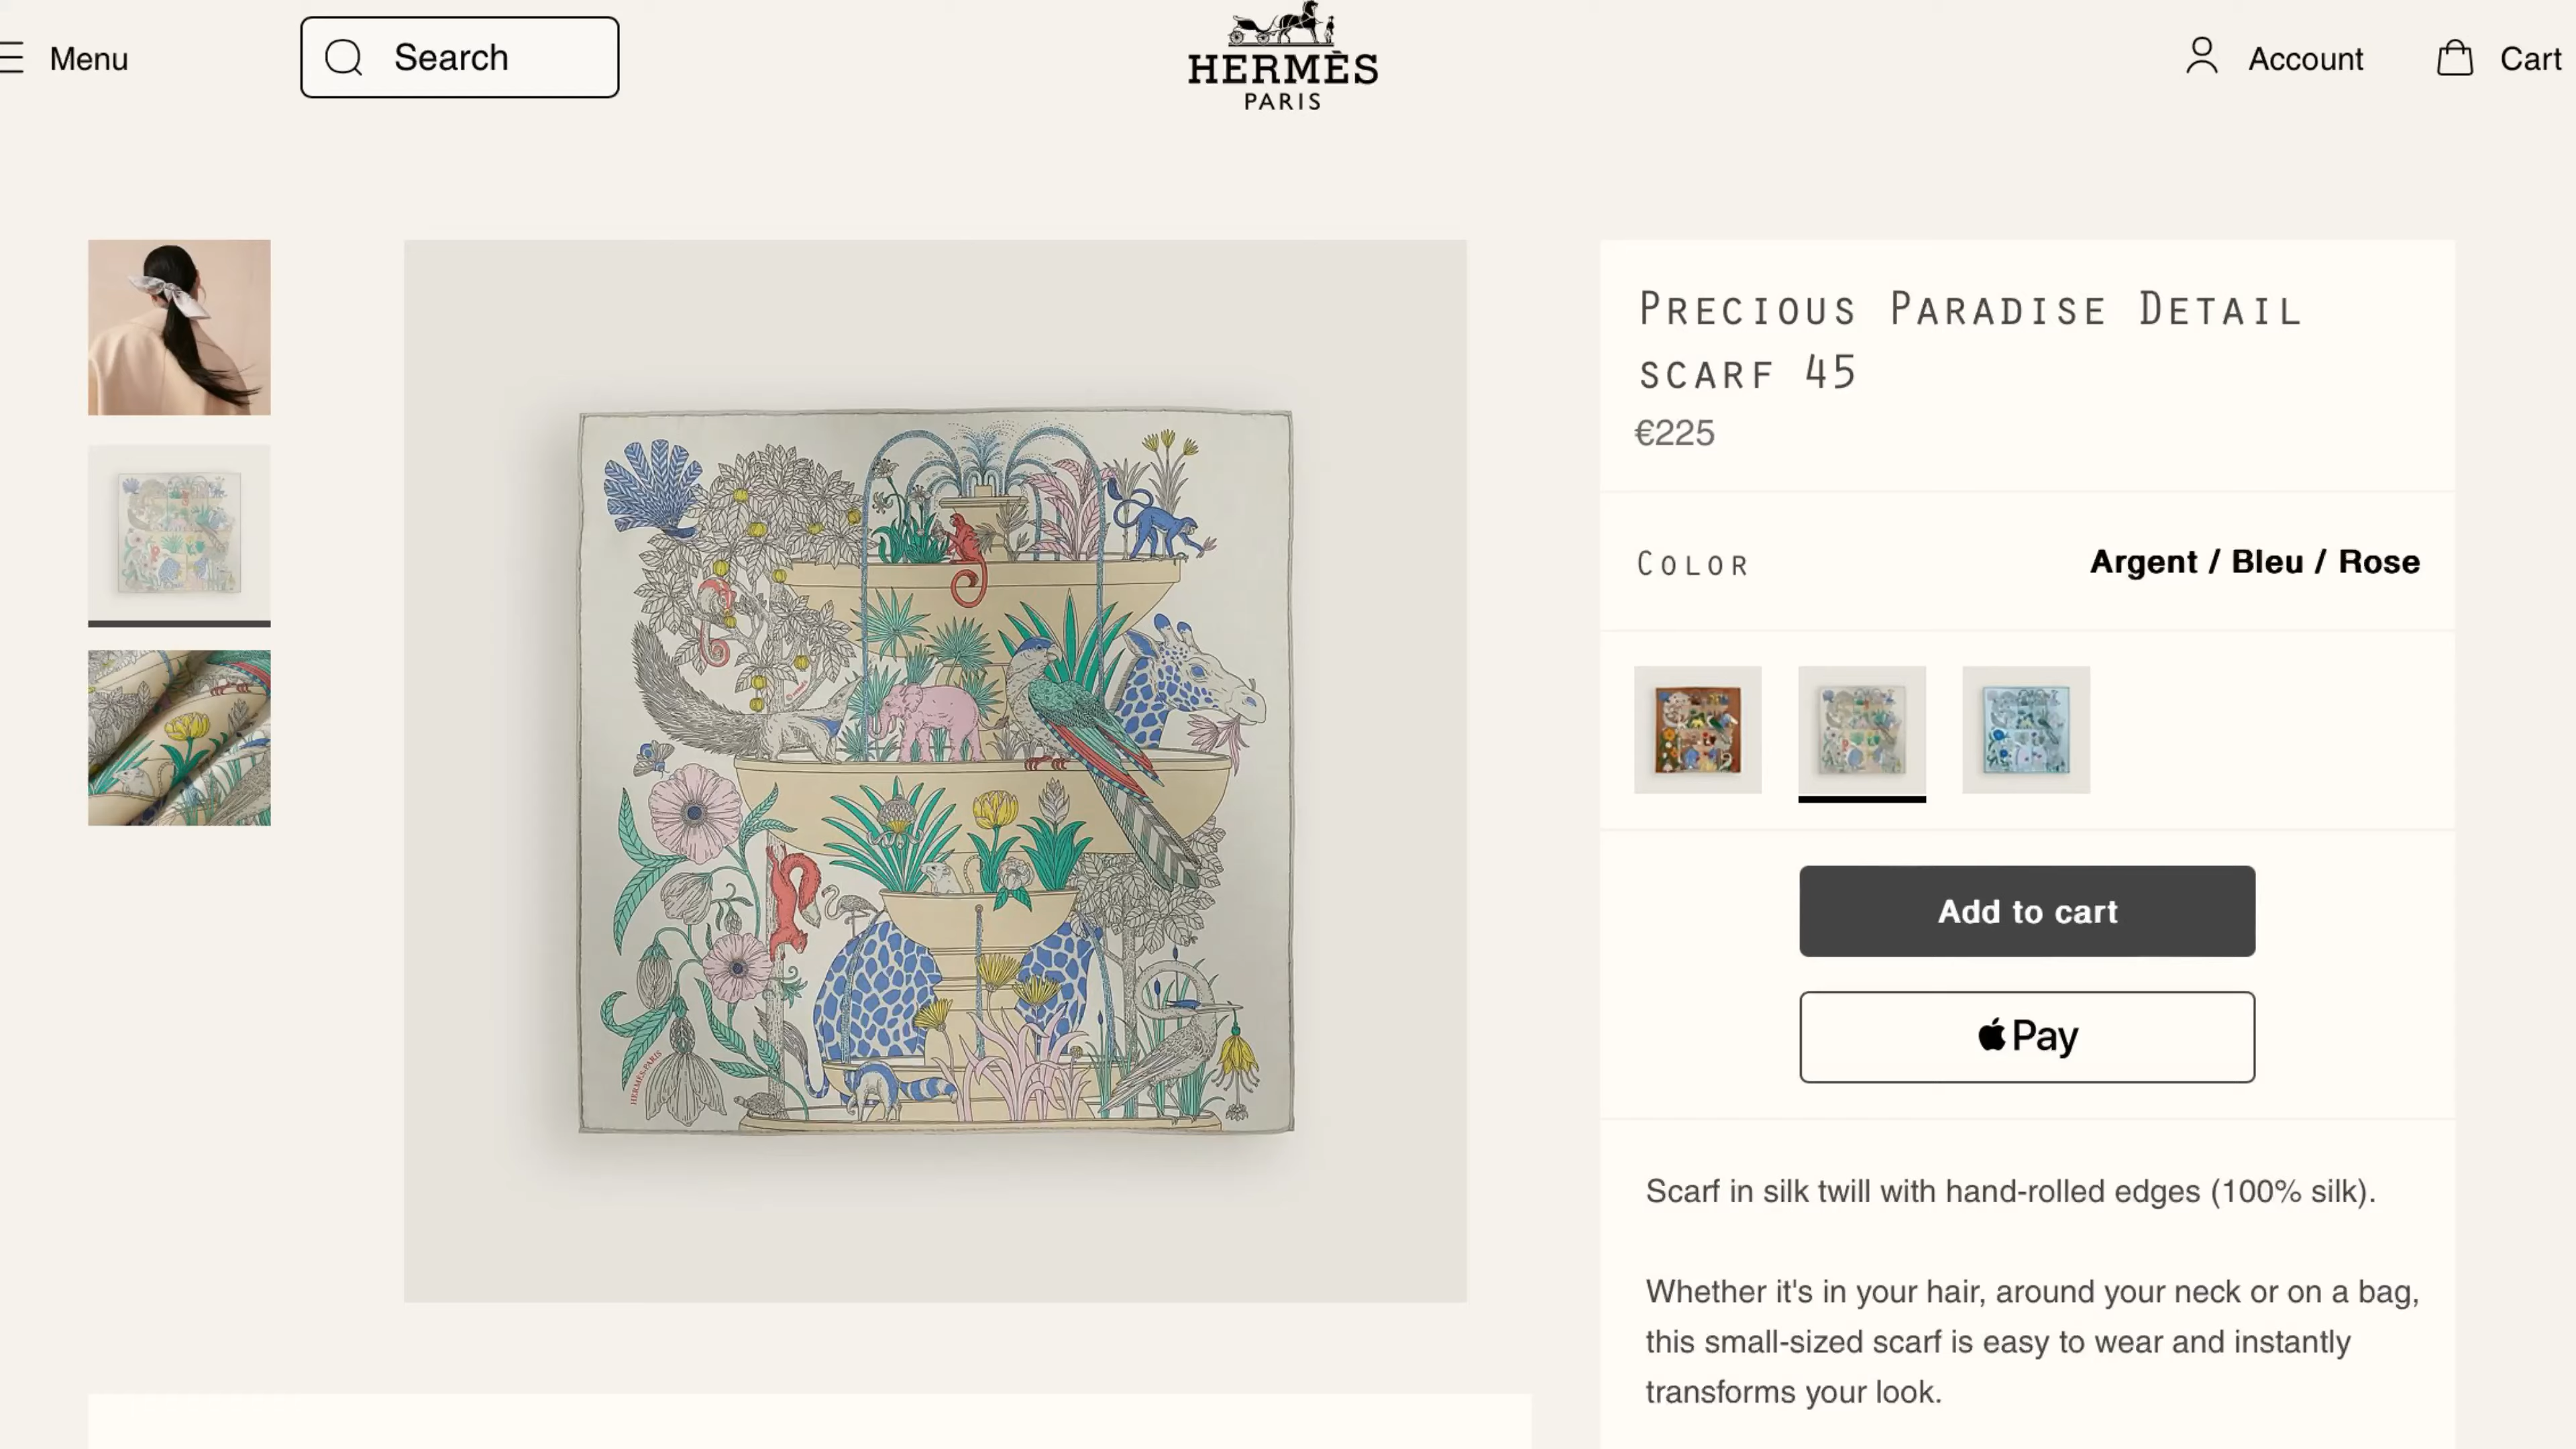 Menu
Search
HERMÈS
PARIS
Account
Cart
PRECIOUS PARADISE DETAIL
SCARF 45
€225
COLOR
Argent / Bleu / Rose
HERMÈS-PARIS
Add to cart
Pay
Scarf in silk twill with hand-rolled edges (100% silk).
Whether it's in your hair, around your neck or on a bag,
this small-sized scarf is easy to wear and instantly
transforms your look.